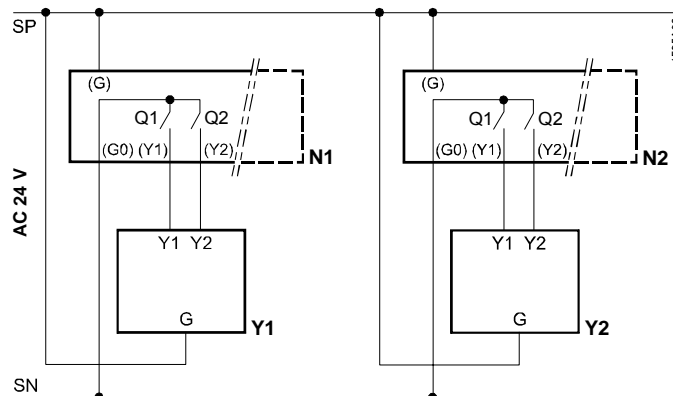 SP
(G) (G)
Q1 Q2 Q1 Q2
(G0) (Y1) (Y2) N1 (G0) (Y1) (Y2) N2
AC 24 V
Y1 Y2 Y1 Y2
G Y1 G Y2
SN